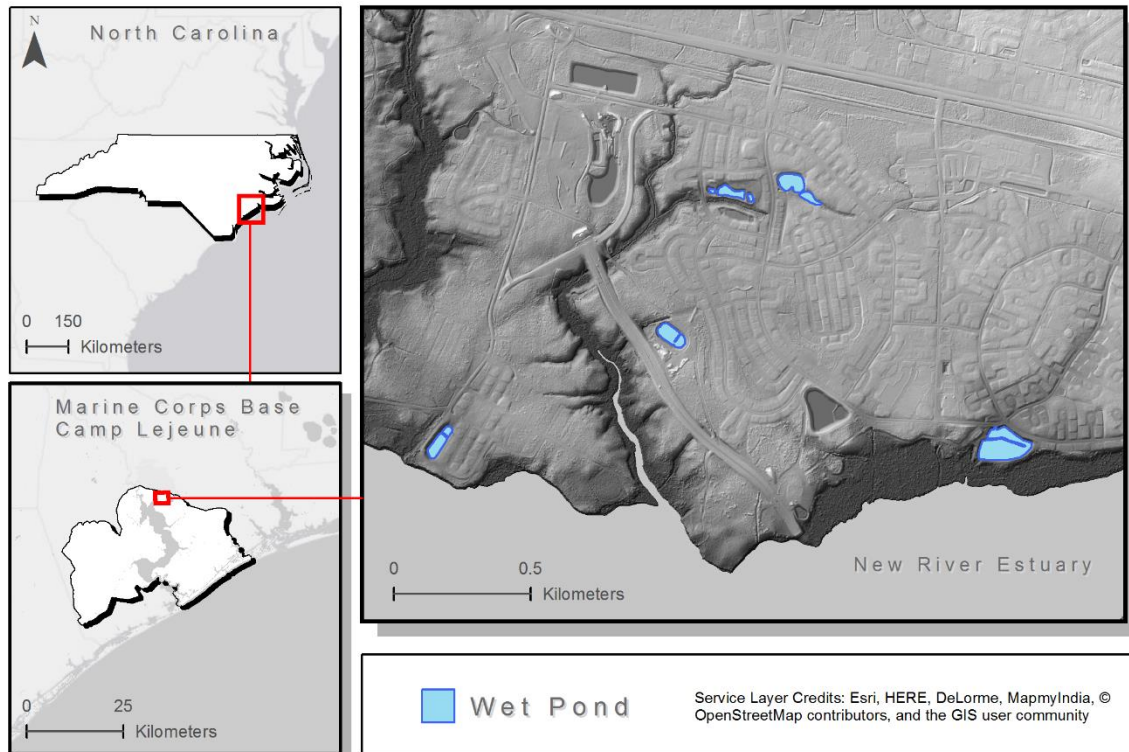 N
North Carolina
0 150
Kilometers
Marine Corps Base
Camp Lejeune
0 25
Kilometers
New River Estuary
0 0.5
Kilometers
Wet Pond
Service Layer Credits: Esri, HERE, DeLorme, MapmyIndia, ©
OpenStreetMap contributors, and the GIS user community